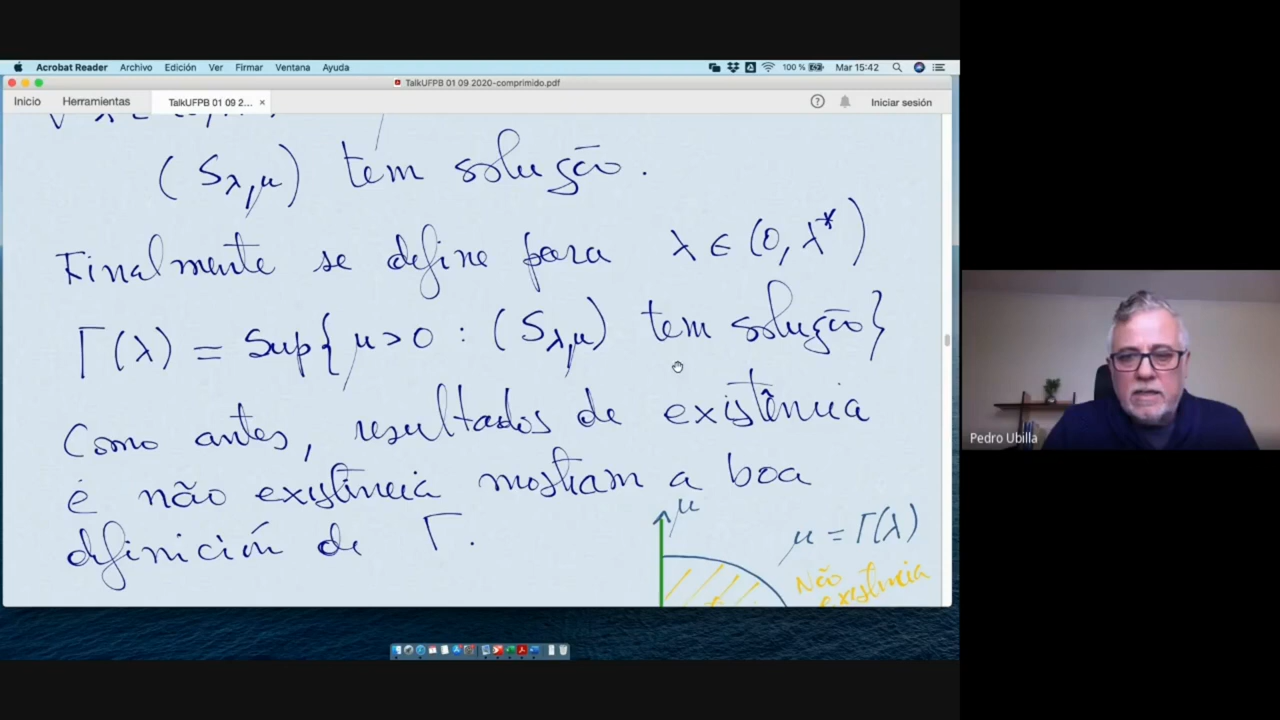 Acrobat Reader Archivo Edición Ver Firmar Ventana Ayuda 100 % Mar 15:42
TalkUFPB 01 09 2020-comprimido.pdf
Inicio Herramientas TalkUFPB 01 09 2... × Iniciar sesión
(S_λ,μ) tem solução.
Finalmente se define para λ ∈ (0, λ*)
Γ(λ) = Sup{ μ > 0 : (S_λ,μ) tem solução}
Como antes, resultados de existência
é não existência mostram a boa
definición de Γ.
μ
μ = Γ(λ)
Não
existência
Pedro Ubilla